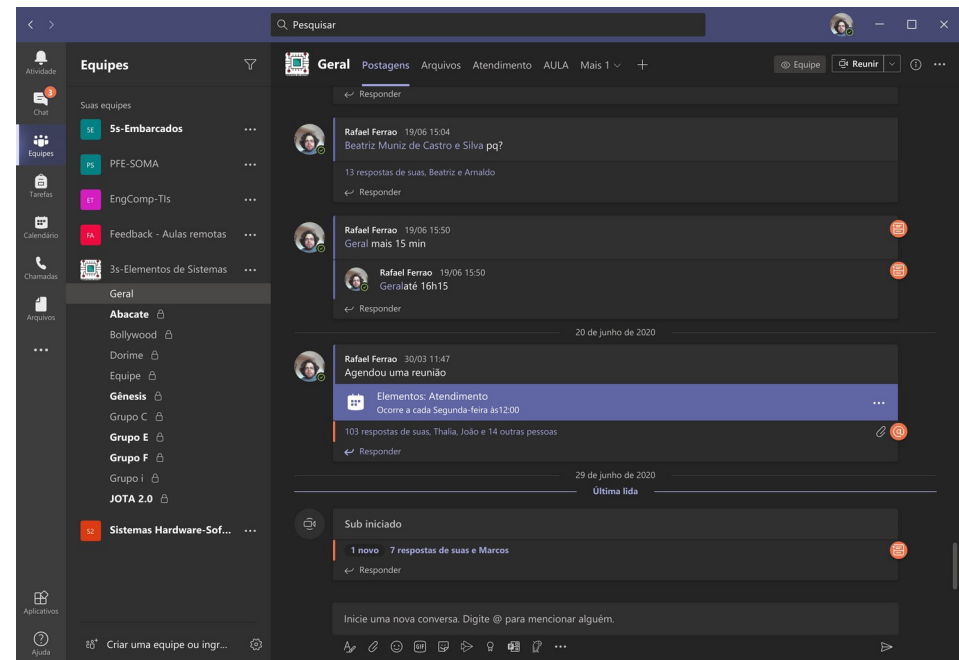 Pesquisar
Atividade
Chat
3
Equipes
Tarefas
Calendário
Chamadas
Arquivos
Aplicativos
Ajuda
Equipes
Suas equipes
SE 5s-Embarcados
PS PFE-SOMA
ET EngComp-TIs
FA Feedback - Aulas remotas
3s-Elementos de Sistemas
Geral
Abacate
Bollywood
Dorime
Equipe
Gênesis
Grupo C
Grupo E
Grupo F
Grupo i
JOTA 2.0
S2 Sistemas Hardware-Sof...
Criar uma equipe ou ingr...
Geral Postagens Arquivos Atendimento AULA Mais 1
Equipe Reunir
Responder
Rafael Ferrao 19/06 15:04
Beatriz Muniz de Castro e Silva pq?
13 respostas de suas, Beatriz e Arnaldo
Responder
Rafael Ferrao 19/06 15:50
Geral mais 15 min
Rafael Ferrao 19/06 15:50
Geralaté 16h15
Responder
20 de junho de 2020
Rafael Ferrao 30/03 11:47
Agendou uma reunião
Elementos: Atendimento
Ocorre a cada Segunda-feira às12:00
103 respostas de suas, Thalia, João e 14 outras pessoas
Responder
29 de junho de 2020
Última lida
Sub iniciado
1 novo 7 respostas de suas e Marcos
Responder
Inicie uma nova conversa. Digite @ para mencionar alguém.
GIF